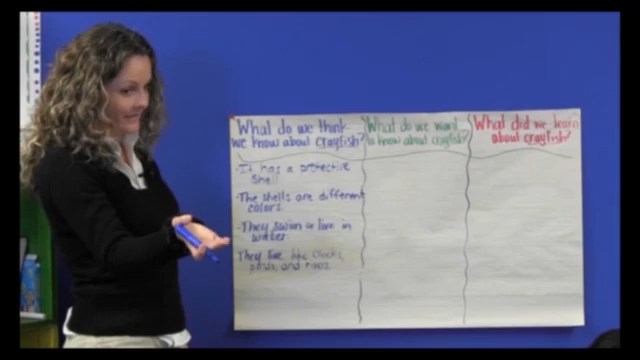 What do we think
we know about crayfish?
What do we want
to know about crayfish?
What did we learn
about crayfish?
-It has a protective
shell
-The shells are different
colors.
-They swim or live in
water.
They live
and rivers